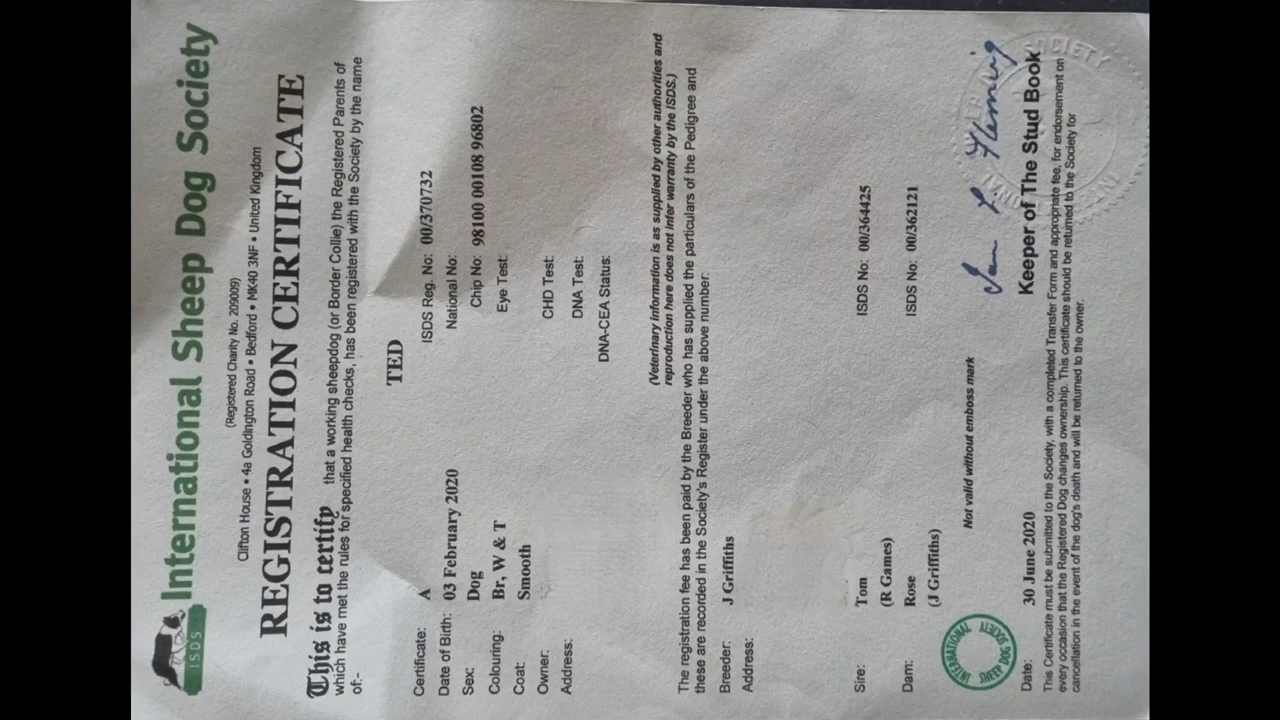 ISDS
International Sheep Dog Society
(Registered Charity No. 209009)
Clifton House • 4a Goldington Road • Bedford • MK40 3NF • United Kingdom
REGISTRATION CERTIFICATE
This is to certify that a working sheepdog (or Border Collie) the Registered Parents of
which have met the rules for specified health checks, has been registered with the Society by the name
of:-
TED
Certificate: A
ISDS Reg. No: 00/370732
Date of Birth: 03 February 2020
National No:
Sex: Dog
Chip No: 98100 00108 96802
Colouring: Br, W & T
Eye Test:
Coat: Smooth
Owner:
CHD Test:
Address:
DNA Test:
DNA-CEA Status:
(Veterinary Information is as supplied by other authorities and
reproduction here does not infer warranty by the ISDS.)
The registration fee has been paid by the Breeder who has supplied the particulars of the Pedigree and
these are recorded in the Society's Register under the above number:
Breeder: J Griffiths
Address:
Sire: Tom ISDS No: 00/364425
(R Games)
Dam: Rose ISDS No: 00/362121
(J Griffiths)
INTERNATIONAL SHEEP DOG SOCIETY
Not valid without emboss mark
Fleming
SOCIETY
Date: 30 June 2020 Keeper of The Stud Book
This Certificate must be submitted to the Society, with a completed Transfer Form and appropriate fee, for endorsement on
every occasion that the Registered Dog changes ownership. This certificate should be returned to the Society for
cancellation in the event of the dog's death and will be returned to the owner.